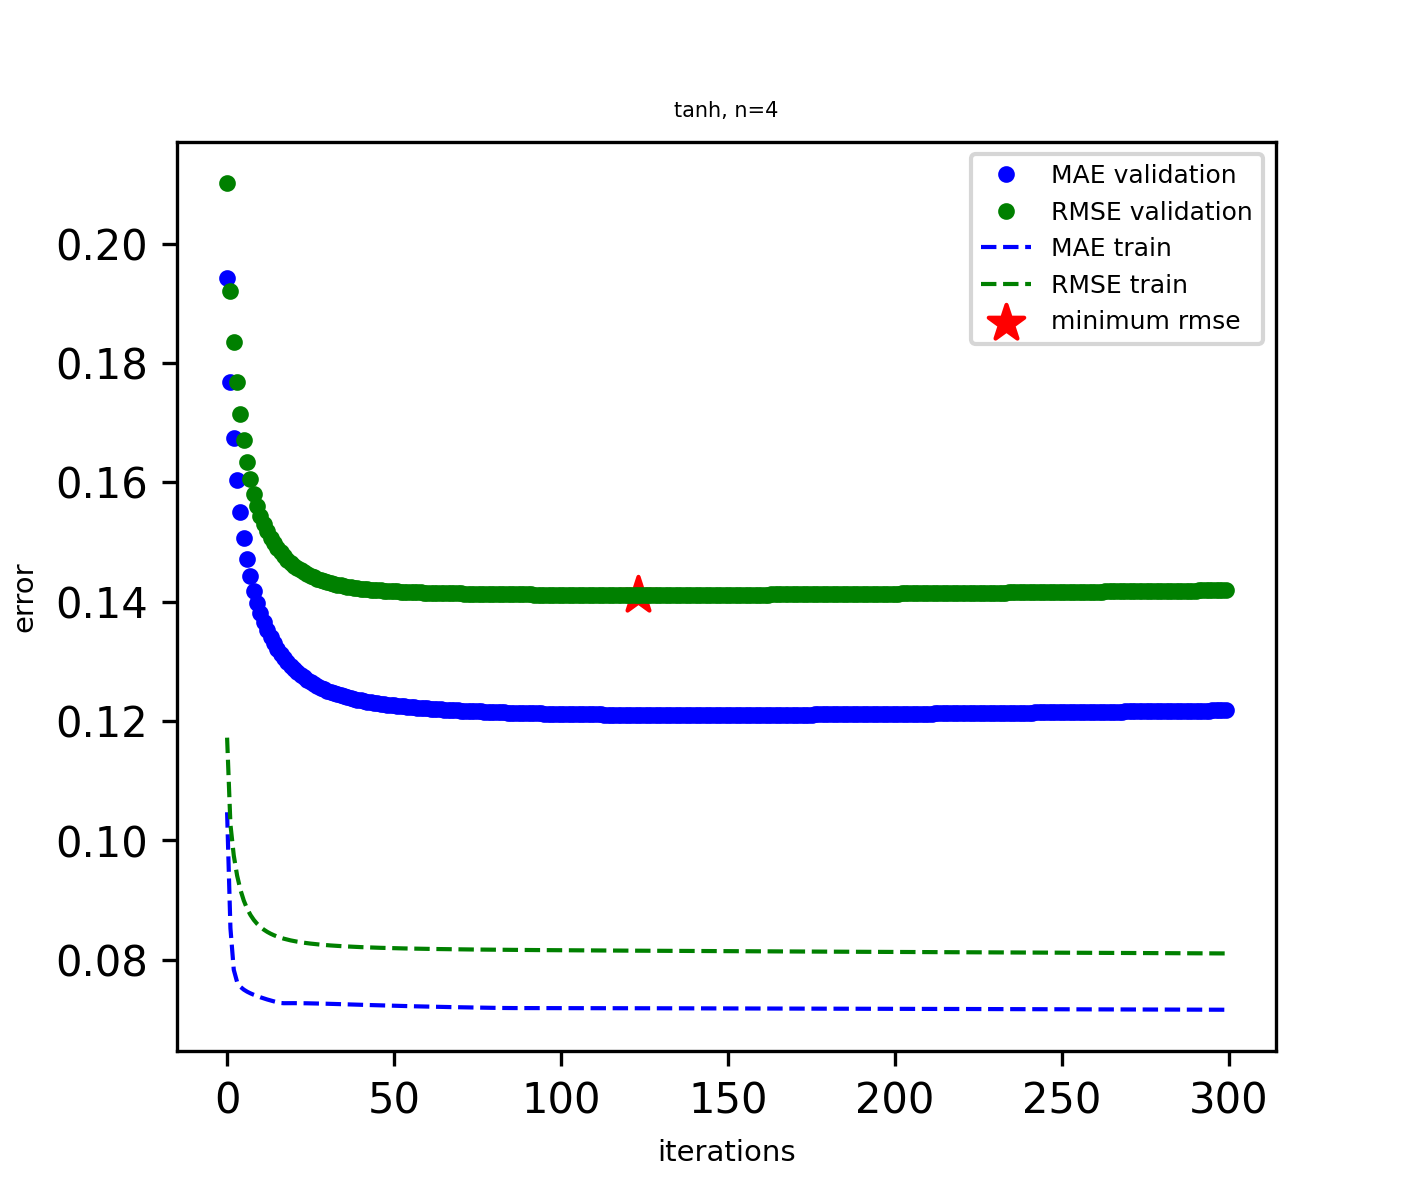 tanh, n=4
MAE validation
RMSE validation
MAE train
RMSE train
minimum rmse
error
0.20
0.18
0.16
0.14
0.12
0.10
0.08
0
50
100
150
200
250
300
iterations